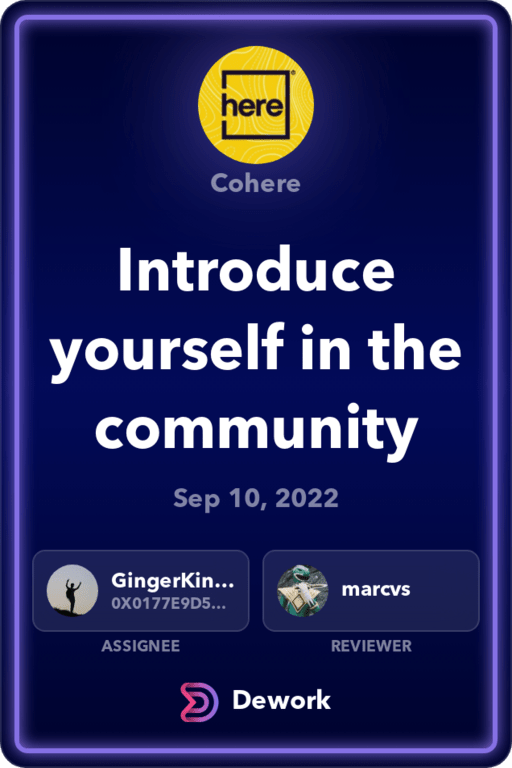 here
Cohere
Introduce
yourself in the
community
Sep 10, 2022
GingerKin...
0X0177E9D5...
marcvs
ASSIGNEE
REVIEWER
Dework